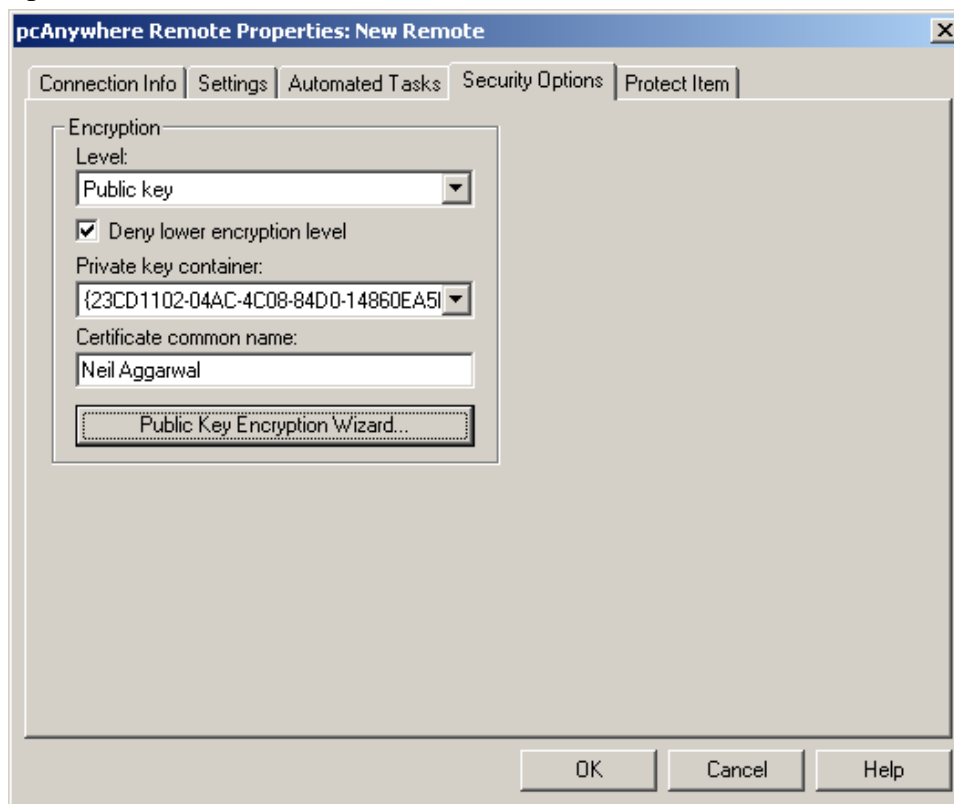 pcAnywhere Remote Properties: New Remote
Connection Info Settings Automated Tasks Security Options Protect Item
Encryption
Level:
Public key
Deny lower encryption level
Private key container:
{23CD1102-04AC-4C08-84D0-14860EA5
Certificate common name:
Neil Aggarwal
Public Key Encryption Wizard...
OK Cancel Help